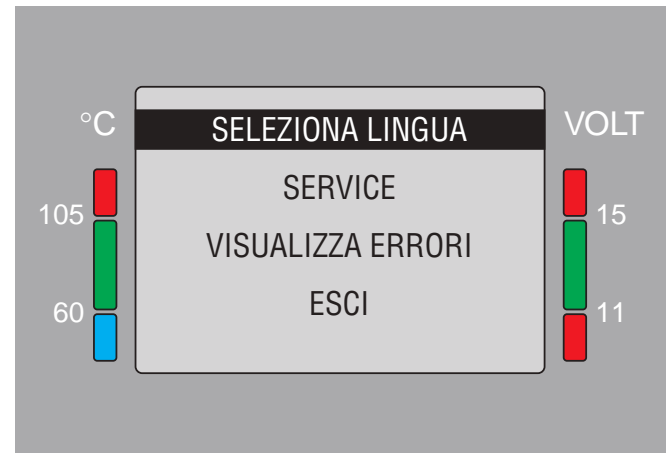 °C
SELEZIONA LINGUA
VOLT
SERVICE
105
15
VISUALIZZA ERRORI
ESCI
60
11